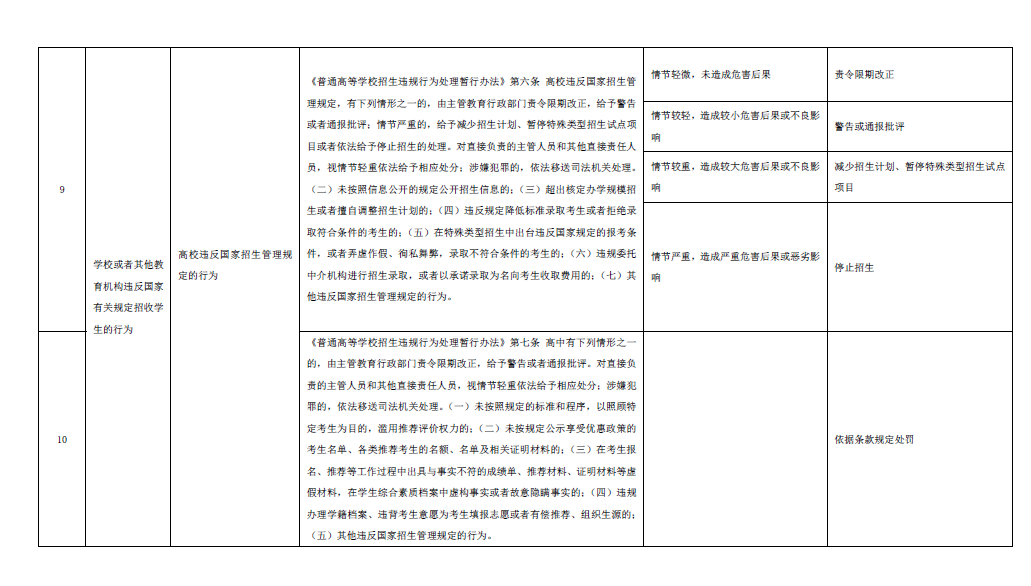 9
学校或者其他教
育机构违反国家
有关规定招收学
生的行为
高校违反国家招生管理规
定的行为
《普通高等学校招生违规行为处理暂行办法》第六条 高校违反国家招生管
理规定，有下列情形之一的，由主管教育行政部门责令限期改正，给予警告
或者通报批评；情节严重的，给予减少招生计划、暂停特殊类型招生试点项
目或者依法给予停止招生的处理。对直接负责的主管人员和其他直接责任人
员，视情节轻重依法给予相应处分；涉嫌犯罪的，依法移送司法机关处理。
（二）未按照信息公开的规定公开招生信息的；（三）超出核定办学规模招
生或者擅自调整招生计划的；（四）违反规定降低标准录取考生或者拒绝录
取符合条件的考生的；（五）在特殊类型招生中出台违反国家规定的报考条
件，或者弄虚作假、徇私舞弊，录取不符合条件的考生的；（六）违规委托
中介机构进行招生录取，或者以承诺录取为名向考生收取费用的；（七）其
他违反国家招生管理规定的行为。
情节轻微，未造成危害后果
责令限期改正
情节较轻，造成较小危害后果或不良影
响
警告或通报批评
情节较重，造成较大危害后果或不良影
响
减少招生计划、暂停特殊类型招生试点
项目
情节严重，造成严重危害后果或恶劣影
响
停止招生
10
《普通高等学校招生违规行为处理暂行办法》第七条 高中有下列情形之一
的，由主管教育行政部门责令限期改正，给予警告或者通报批评。对直接负
责的主管人员和其他直接责任人员，视情节轻重依法给予相应处分；涉嫌犯
罪的，依法移送司法机关处理。（一）未按照规定的标准和程序，以照顾特
定考生为目的，滥用推荐评价权力的；（二）未按规定公示享受优惠政策的
考生名单、各类推荐考生的名额、名单及相关证明材料的；（三）在考生报
名、推荐等工作过程中出具与事实不符的成绩单、推荐材料、证明材料等虚
假材料，在学生综合素质档案中虚构事实或者故意隐瞒事实的；（四）违规
办理学籍档案、违背考生意愿为考生填报志愿或者有偿推荐、组织生源的；
（五）其他违反国家招生管理规定的行为。
依据条款规定处罚